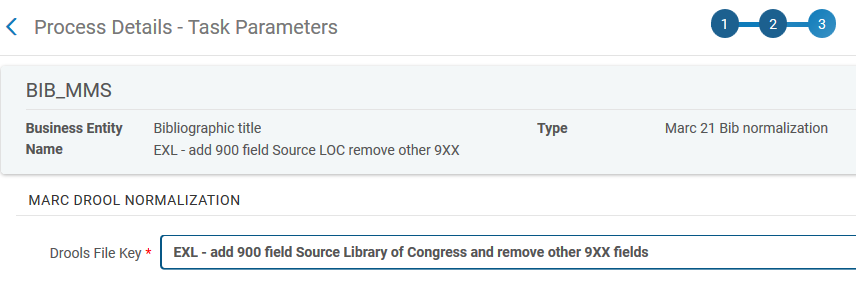 Process Details - Task Parameters
1 2 3
BIB_MMS
Business Entity Bibliographic title Type Marc 21 Bib normalization
Name EXL - add 900 field Source LOC remove other 9XX
MARC DROOL NORMALIZATION
Drools File Key * EXL - add 900 field Source Library of Congress and remove other 9XX fields